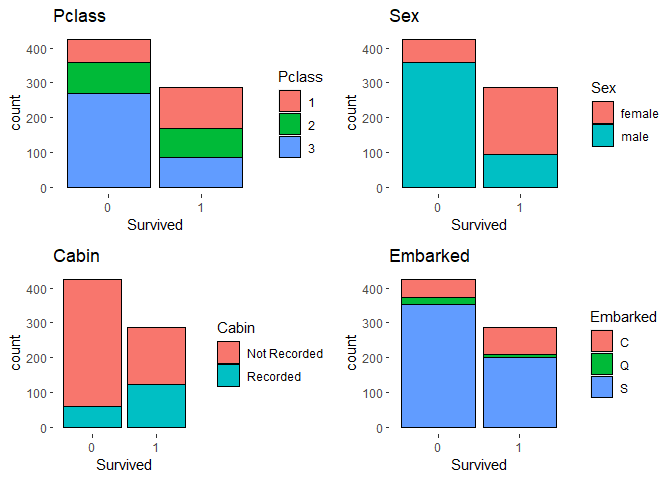 Pclass
400
300
200
100
0
count
0 1
Survived
Pclass
1
2
3
Sex
400
300
200
100
0
count
0 1
Survived
Sex
female
male
Cabin
400
300
200
100
0
count
0 1
Survived
Cabin
Not Recorded
Recorded
Embarked
400
300
200
100
0
count
0 1
Survived
Embarked
C
Q
S